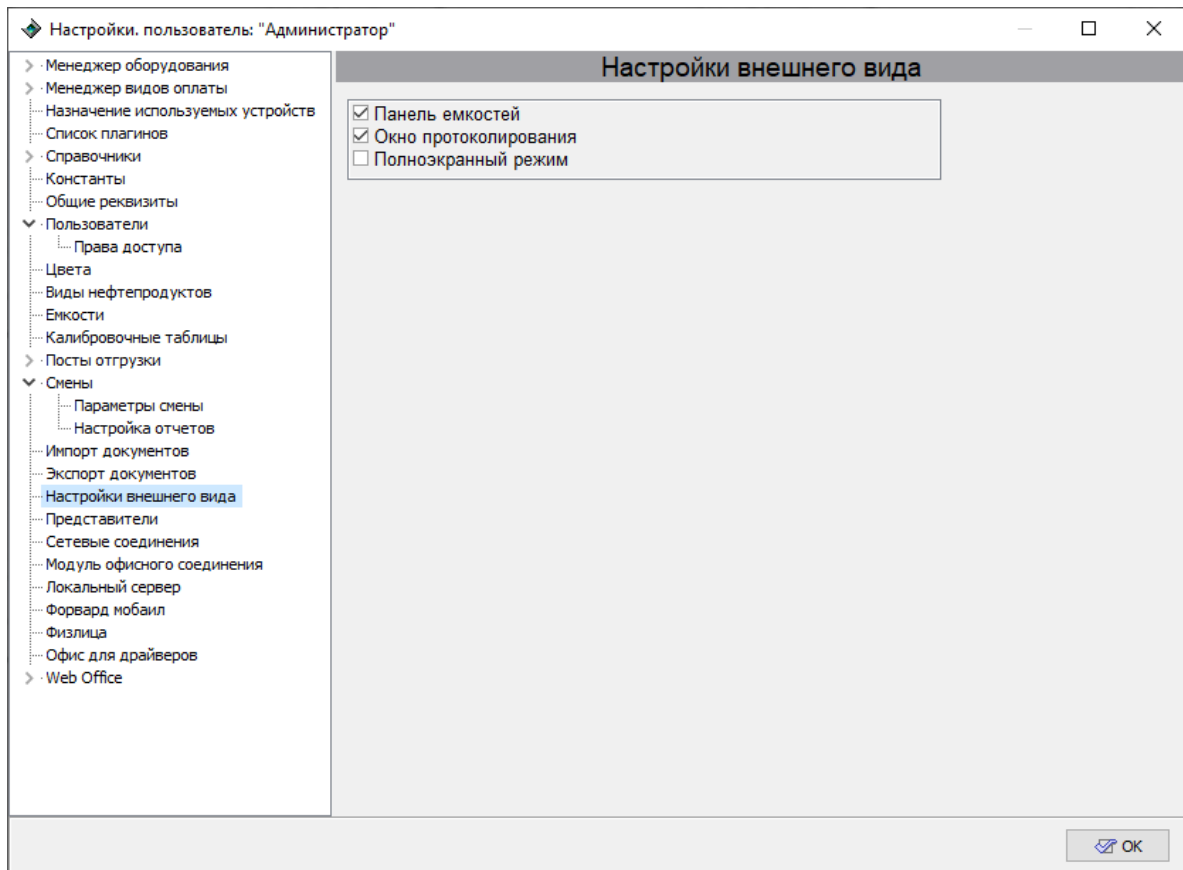 Настройки. пользователь: "Администратор"
Менеджер оборудования
Менеджер видов оплаты
Назначение используемых устройств
Список плагинов
Справочники
Константы
Общие реквизиты
Пользователи
Права доступа
Цвета
Виды нефтепродуктов
Емкости
Калибровочные таблицы
Посты отгрузки
Смены
Параметры смены
Настройка отчетов
Импорт документов
Экспорт документов
Настройки внешнего вида
Представители
Сетевые соединения
Модуль офисного соединения
Локальный сервер
Форвард мобаил
Физлица
Офис для драйверов
Web Office
Настройки внешнего вида
Панель емкостей
Окно протоколирования
Полноэкранный режим
OK